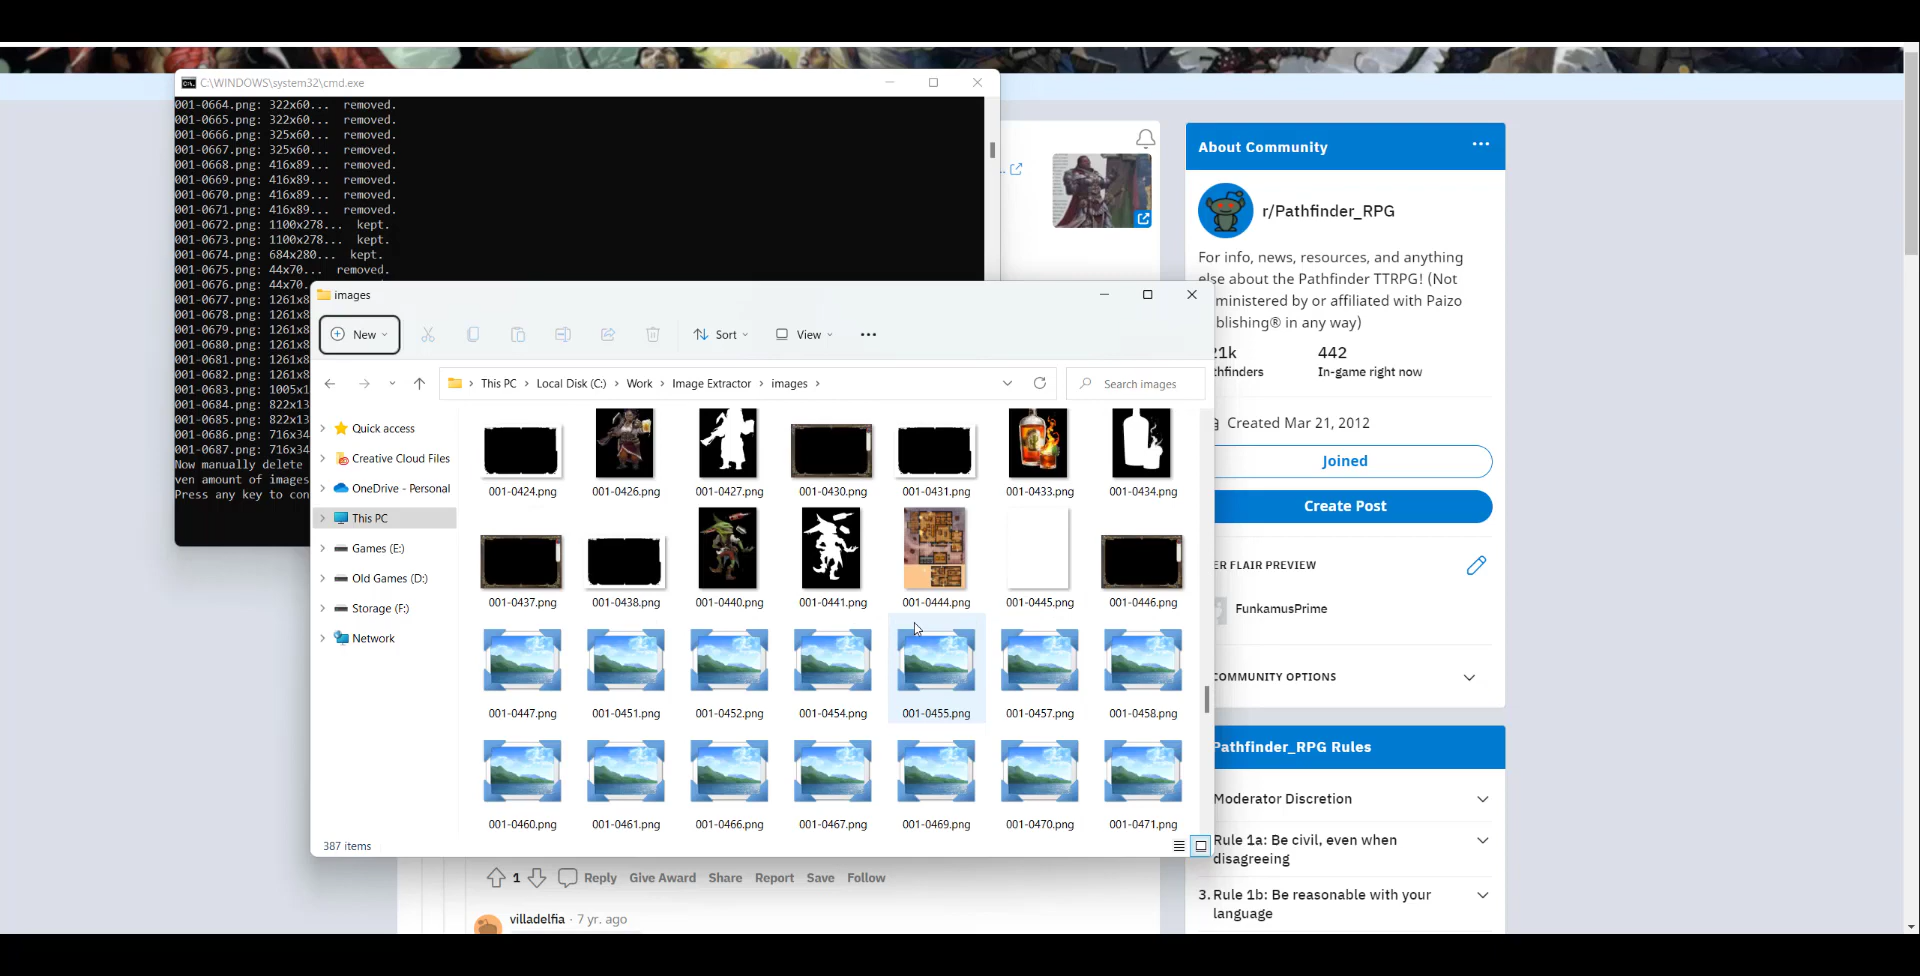 C:\WINDOWS\system32\cmd.exe
001-0664.png: 322x60...  removed.
001-0665.png: 322x60...  removed.
001-0666.png: 325x60...  removed.
001-0667.png: 325x60...  removed.
001-0668.png: 416x89...  removed.
001-0669.png: 416x89...  removed.
001-0670.png: 416x89...  removed.
001-0671.png: 416x89...  removed.
001-0672.png: 1100x278...  kept.
001-0673.png: 1100x278...  kept.
001-0674.png: 684x280...  kept.
001-0675.png: 44x70...  removed.
001-0676.png: 44x70.
001-0677.png: 1261x8
001-0678.png: 1261x8
001-0679.png: 1261x8
001-0680.png: 1261x8
001-0681.png: 1261x8
001-0682.png: 1261x8
001-0683.png: 1005x1
001-0684.png: 822x13
001-0685.png: 822x13
001-0686.png: 716x34
001-0687.png: 716x34
Now manually delete
ven amount of images
Press any key to con
images
New
Sort
View
This PC > Local Disk (C:) > Work > Image Extractor > images >
Search images
Quick access
Creative Cloud Files
OneDrive - Personal
This PC
Games (E:)
Old Games (D:)
Storage (F:)
Network
001-0424.png 001-0426.png 001-0427.png 001-0430.png 001-0431.png 001-0433.png 001-0434.png
001-0437.png 001-0438.png 001-0440.png 001-0441.png 001-0444.png 001-0445.png 001-0446.png
001-0447.png 001-0451.png 001-0452.png 001-0454.png 001-0455.png 001-0457.png 001-0458.png
001-0460.png 001-0461.png 001-0466.png 001-0467.png 001-0469.png 001-0470.png 001-0471.png
387 items
1 Reply Give Award Share Report Save Follow
villadelfia · 7 yr. ago
About Community
r/Pathfinder_RPG
For info, news, resources, and anything
else about the Pathfinder TTRPG! (Not
ministered by or affiliated with Paizo
blishing® in any way)
21k 442
thfinders In-game right now
Created Mar 21, 2012
Joined
Create Post
ER FLAIR PREVIEW
FunkamusPrime
COMMUNITY OPTIONS
Pathfinder_RPG Rules
Moderator Discretion
Rule 1a: Be civil, even when
disagreeing
3. Rule 1b: Be reasonable with your
language